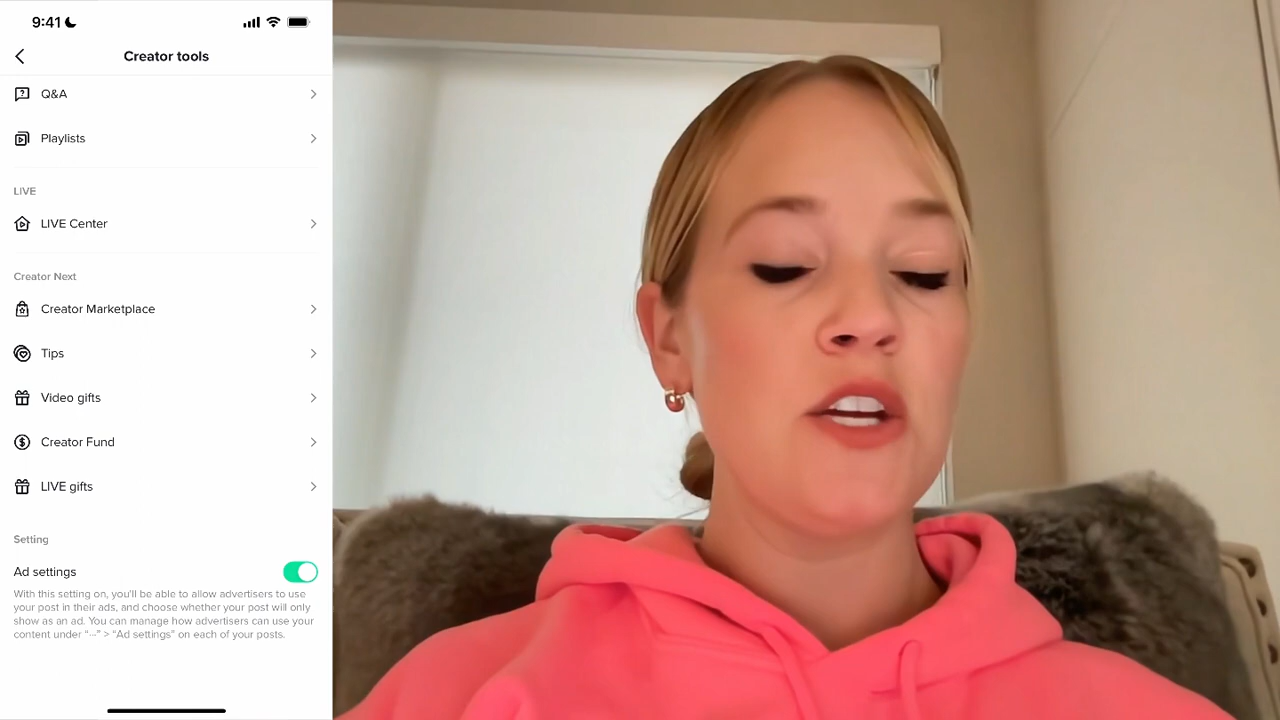 9:41
Creator tools
Q&A
Playlists
LIVE
LIVE Center
Creator Next
Creator Marketplace
Tips
Video gifts
Creator Fund
LIVE gifts
Setting
Ad settings
With this setting on, you'll be able to allow advertisers to use
your post in their ads, and choose whether your post will only
show as an ad. You can manage how advertisers can use your
content under "···" > "Ad settings" on each of your posts.